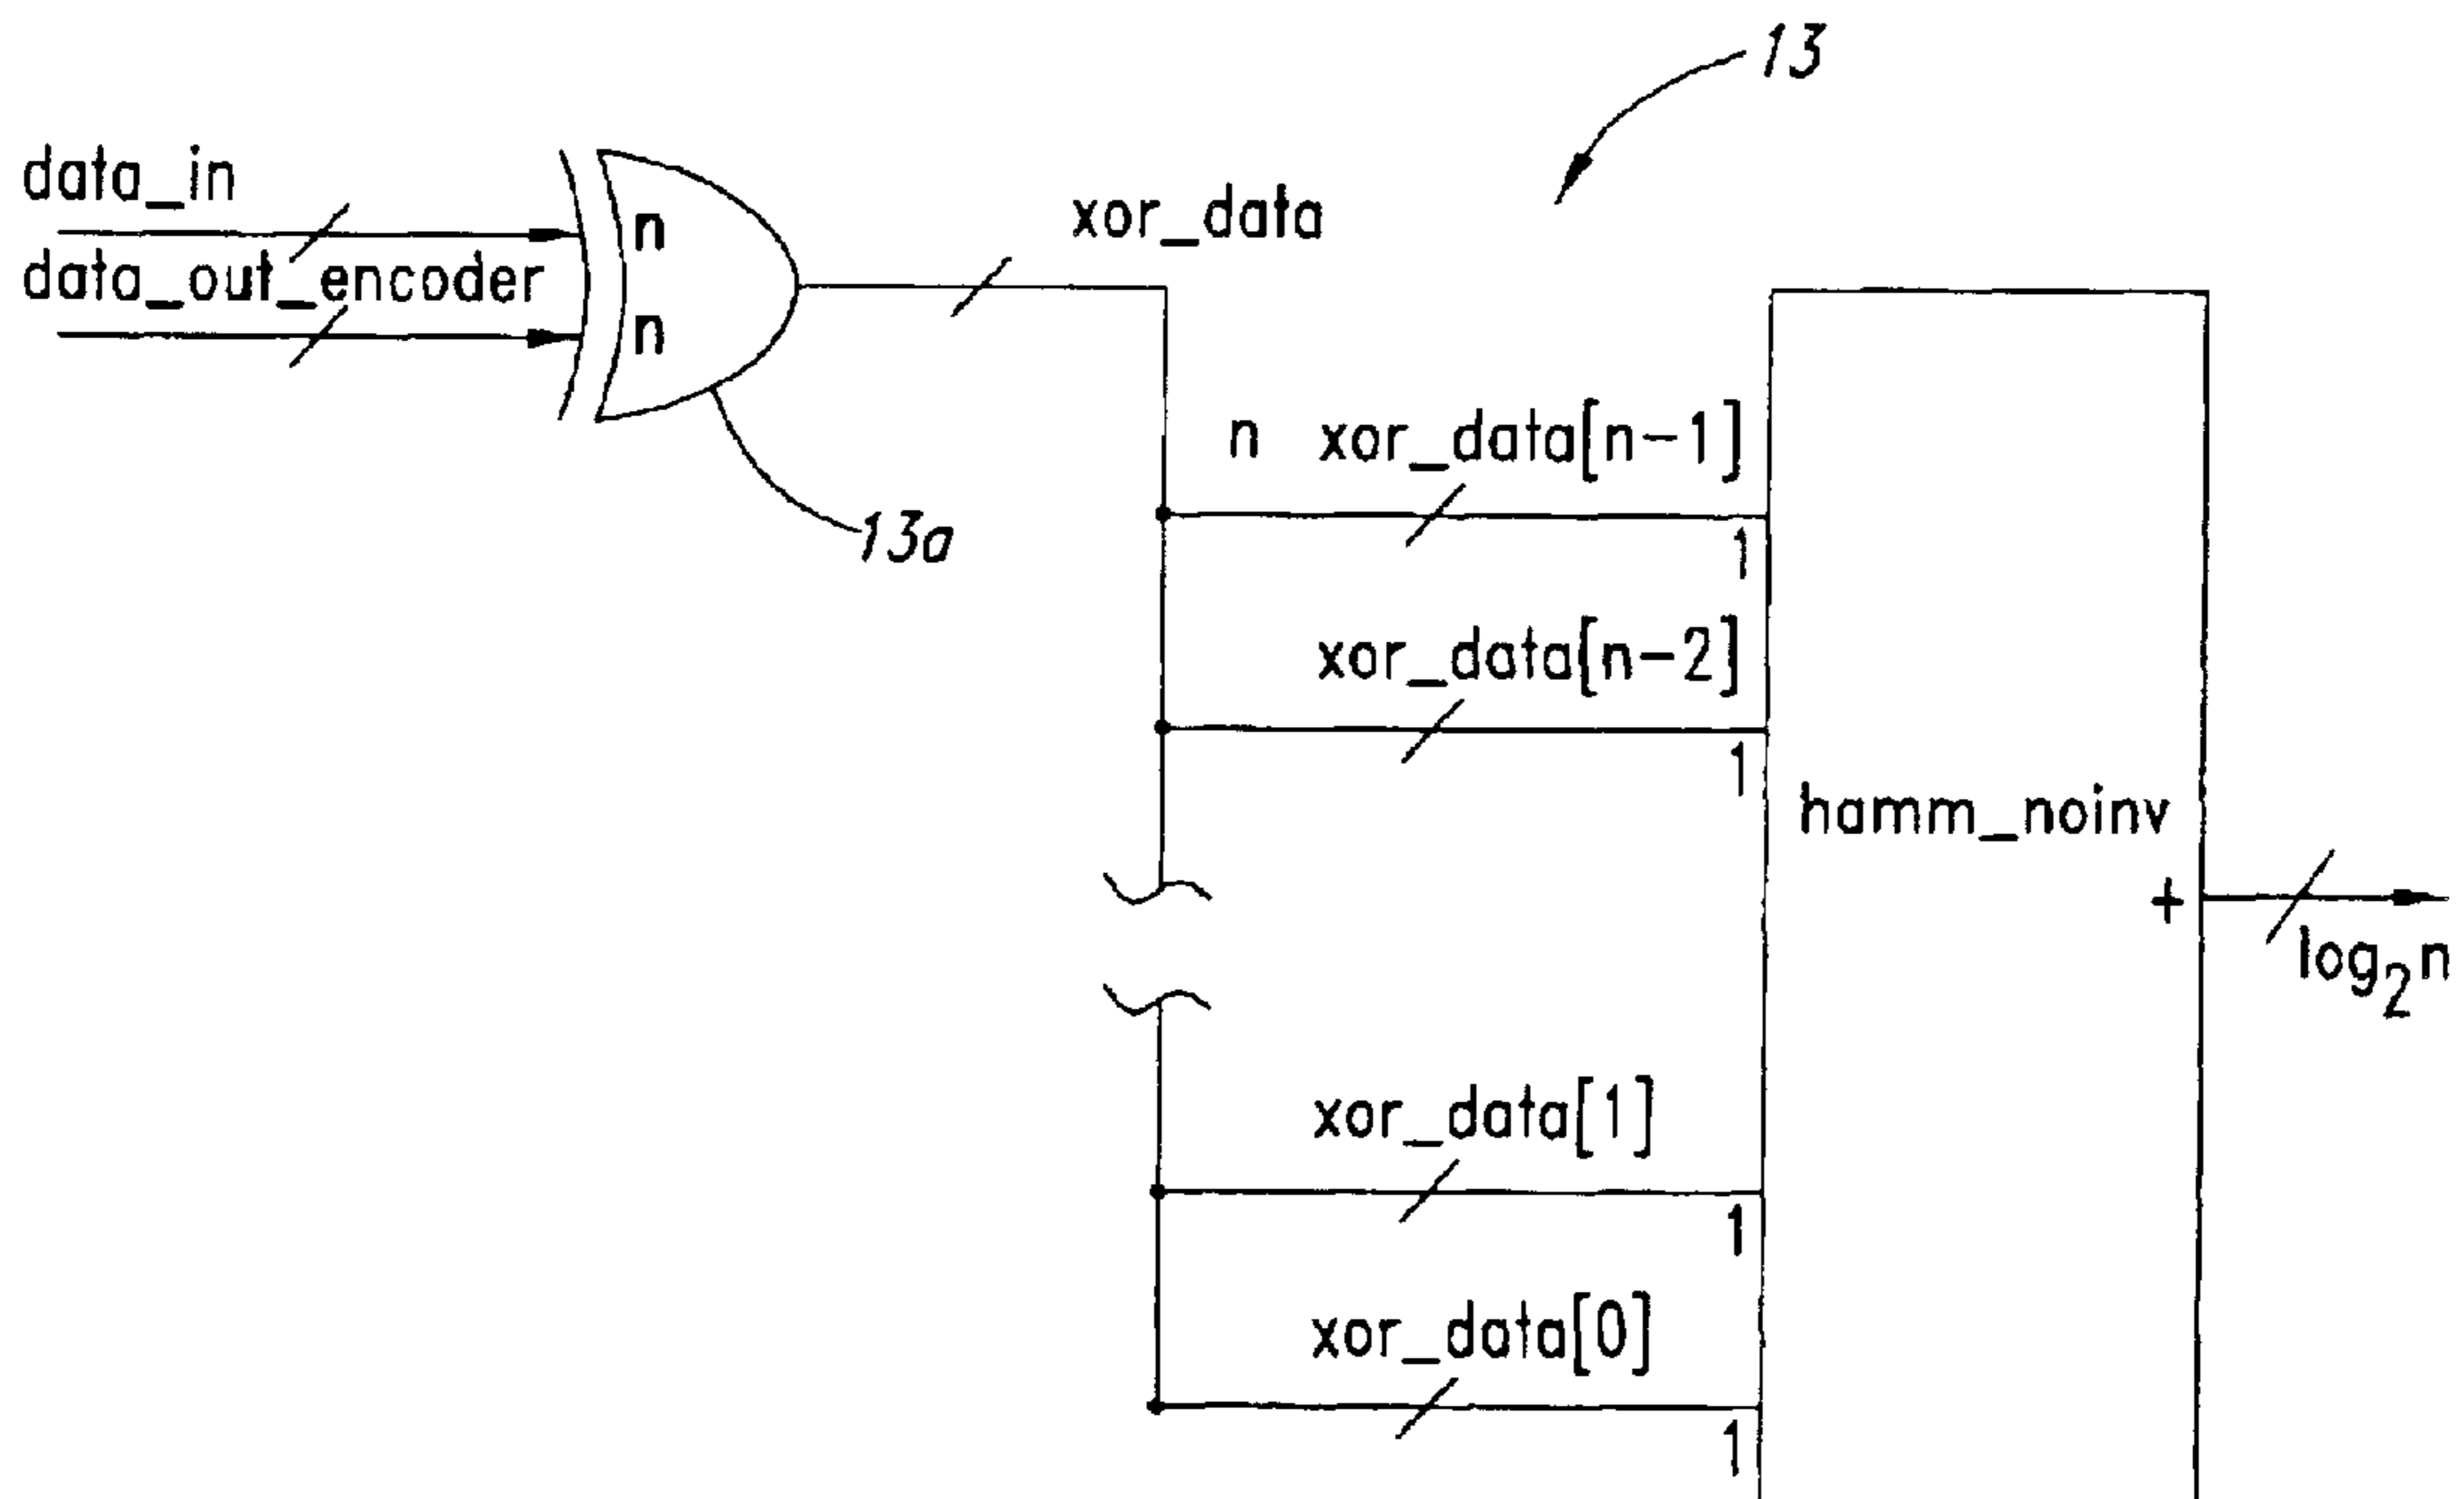 13
data_in
n
xor_data
data_out_encoder
n
n xor_data[n-1]
13a
1
xor_data[n-2]
1
hamm_noinv
+
log2n
xor_data[1]
1
xor_data[0]
1